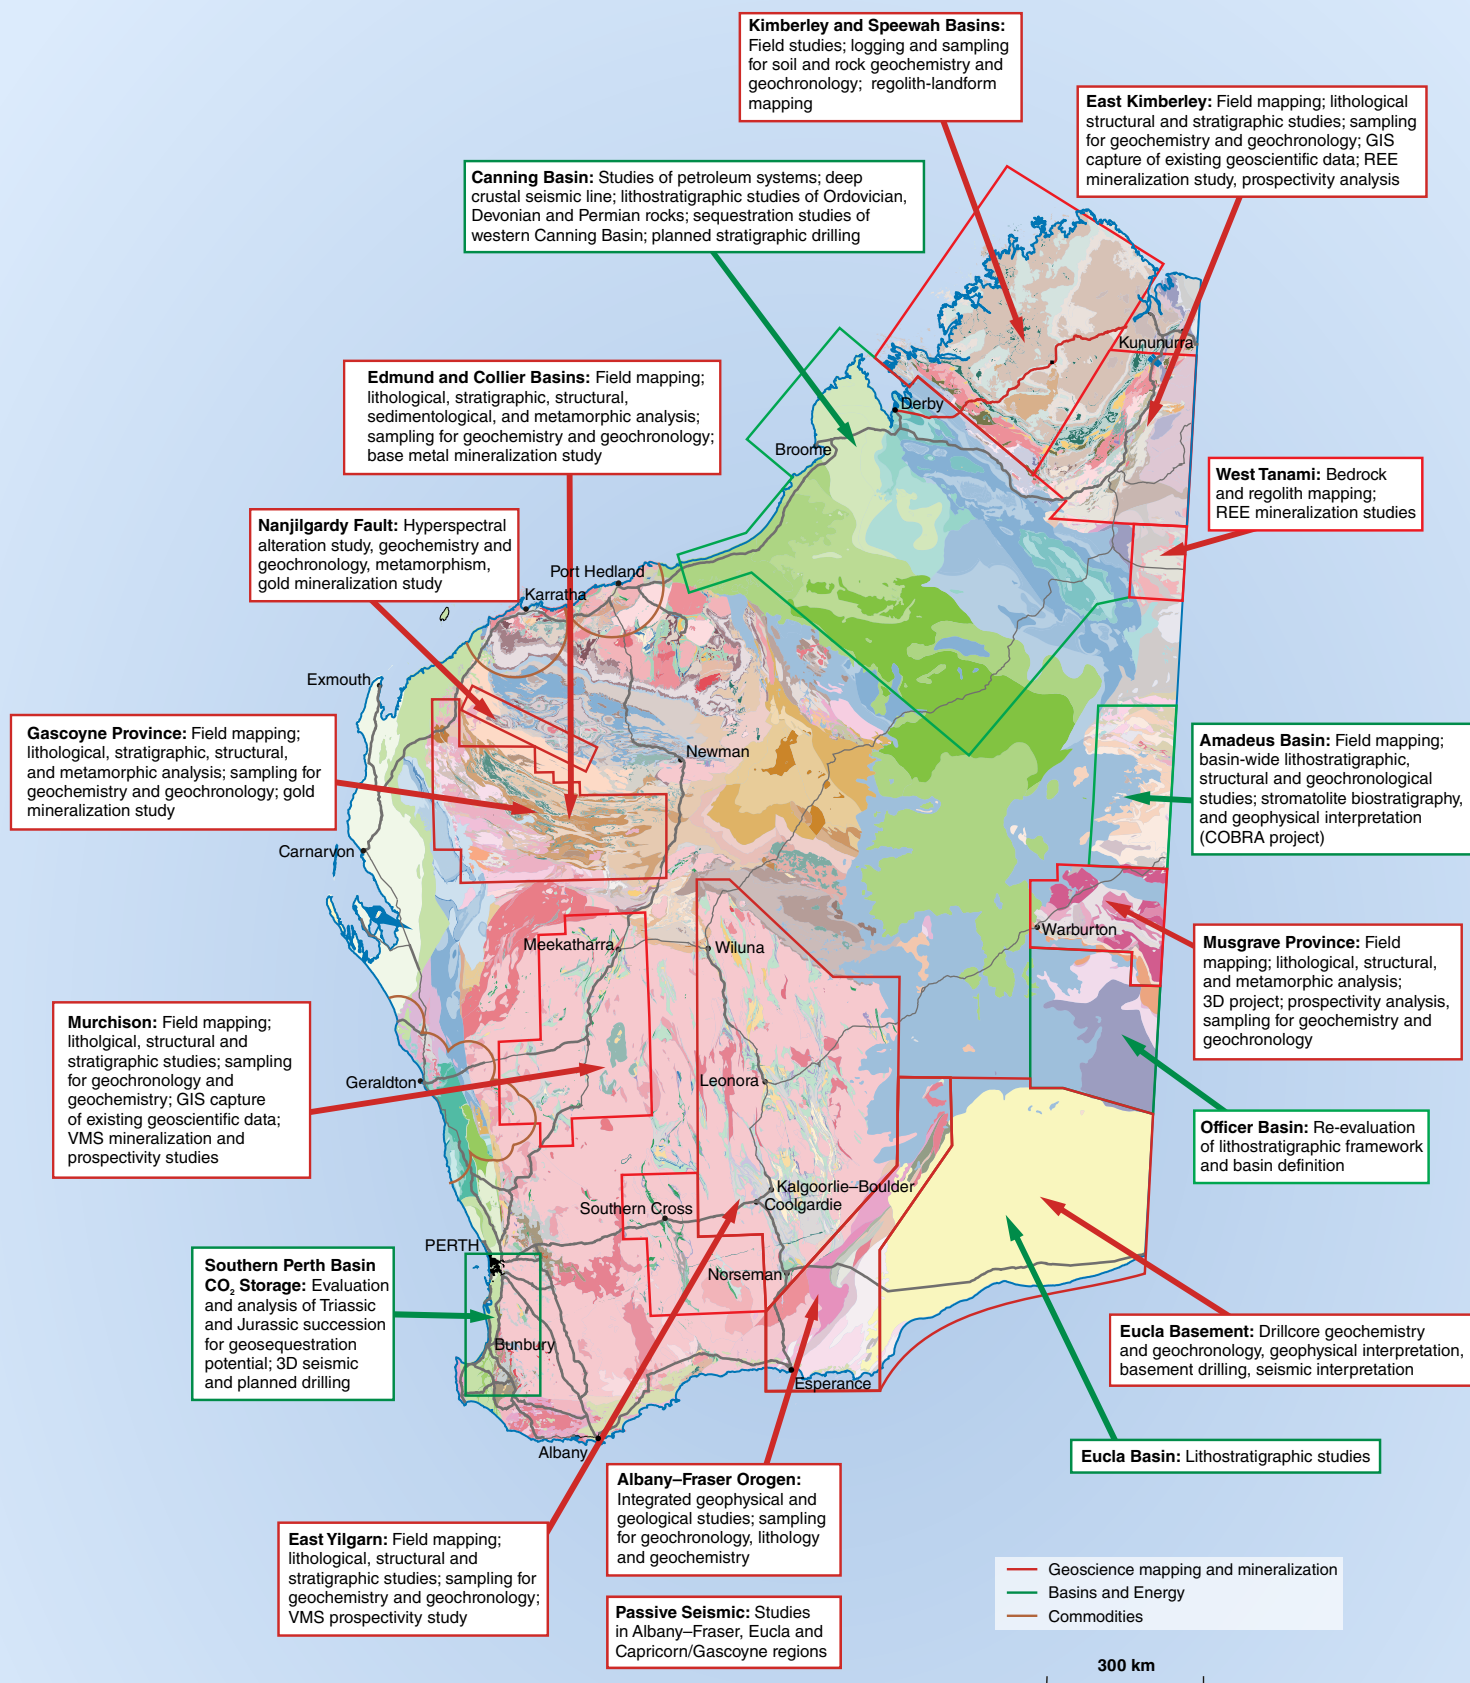 Kimberley and Speewah Basins:
Field studies; logging and sampling
for soil and rock geochemistry and
geochronology; regolith-landform
mapping
East Kimberley: Field mapping; lithological
structural and stratigraphic studies; sampling
for geochemistry and geochronology; GIS
capture of existing geoscientific data; REE
mineralization study, prospectivity analysis
Canning Basin: Studies of petroleum systems; deep
crustal seismic line; lithostratigraphic studies of Ordovician,
Devonian and Permian rocks; sequestration studies of
western Canning Basin; planned stratigraphic drilling
Kununurra
Edmund and Collier Basins: Field mapping;
lithological, stratigraphic, structural,
sedimentological, and metamorphic analysis;
sampling for geochemistry and geochronology;
base metal mineralization study
Derby
Broome
West Tanami: Bedrock
and regolith mapping;
REE mineralization studies
Nanjilgardy Fault: Hyperspectral
alteration study, geochemistry and
geochronology, metamorphism,
gold mineralization study
Port Hedland
Karratha
Exmouth
Gascoyne Province: Field mapping;
lithological, stratigraphic, structural,
and metamorphic analysis; sampling for
geochemistry and geochronology; gold
mineralization study
Newman
Amadeus Basin: Field mapping;
basin-wide lithostratigraphic,
structural and geochronological
studies; stromatolite biostratigraphy,
and geophysical interpretation
(COBRA project)
Carnarvon
Warburton
Meekatharra
Wiluna
Musgrave Province: Field
mapping; lithological, structural,
and metamorphic analysis;
3D project; prospectivity analysis,
sampling for geochemistry and
geochronology
Murchison: Field mapping;
litholgical, structural and
stratigraphic studies; sampling
for geochronology and
geochemistry; GIS capture
of existing geoscientific data;
VMS mineralization and
prospectivity studies
Geraldton
Leonora
Officer Basin: Re-evaluation
of lithostratigraphic framework
and basin definition
Kalgoorlie–Boulder
Coolgardie
Southern Cross
PERTH
Norseman
Southern Perth Basin
CO2 Storage: Evaluation
and analysis of Triassic
and Jurassic succession
for geosequestration
potential; 3D seismic
and planned drilling
Bunbury
Eucla Basement: Drillcore geochemistry
and geochronology, geophysical interpretation,
basement drilling, seismic interpretation
Esperance
Albany
Eucla Basin: Lithostratigraphic studies
Albany–Fraser Orogen:
Integrated geophysical and
geological studies; sampling
for geochronology, lithology
and geochemistry
East Yilgarn: Field mapping;
lithological, structural and
stratigraphic studies; sampling for
geochemistry and geochronology;
VMS prospectivity study
Passive Seismic: Studies
in Albany–Fraser, Eucla and
Capricorn/Gascoyne regions
Geoscience mapping and mineralization
Basins and Energy
Commodities
300 km